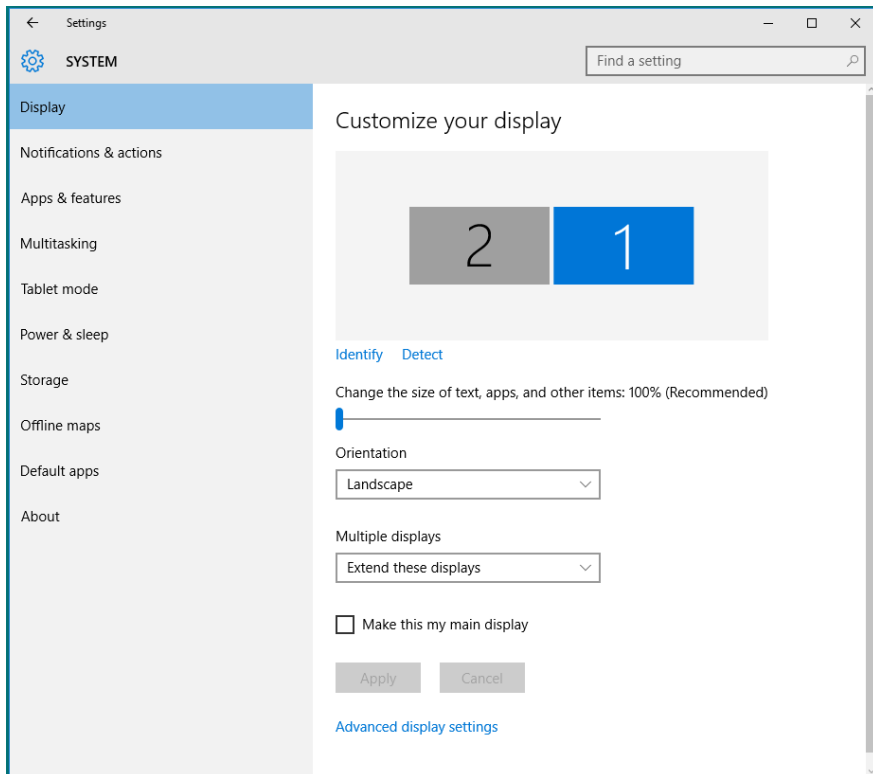 Settings
SYSTEM
Find a setting
Display
Notifications & actions
Apps & features
Multitasking
Tablet mode
Power & sleep
Storage
Offline maps
Default apps
About
Customize your display
2 1
Identify Detect
Change the size of text, apps, and other items: 100% (Recommended)
Orientation
Landscape
Multiple displays
Extend these displays
Make this my main display
Apply Cancel
Advanced display settings